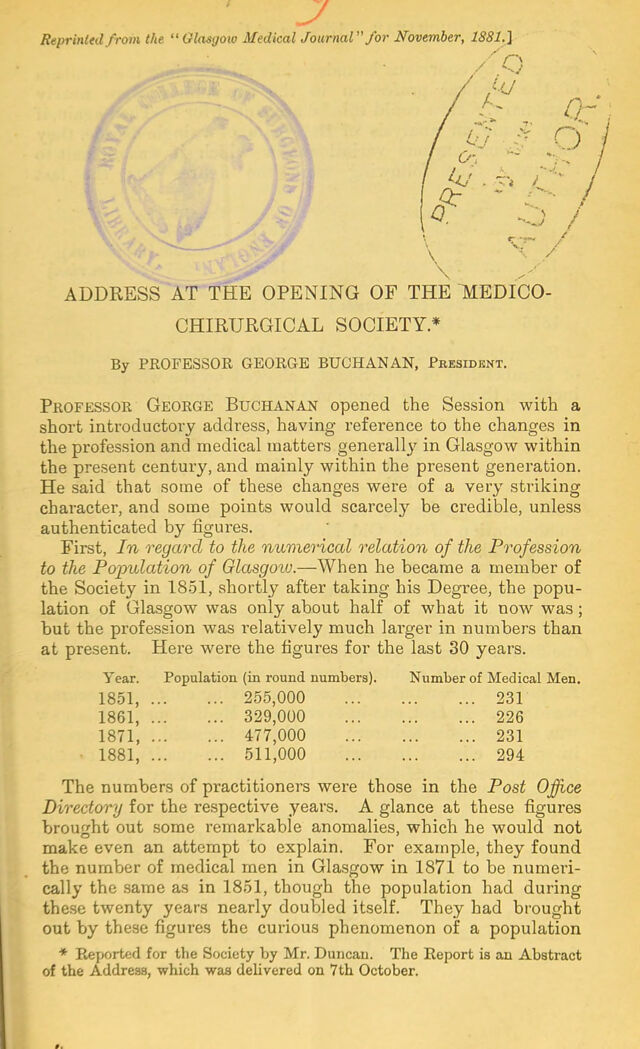 Reprinted from the "Glasgow Medical Journal" for November, 1881.]
ROYAL COLLEGE OF SURGEONS OF ENGLAND
LIBRARY.
PRESENTED
by the
AUTHOR.
ADDRESS AT THE OPENING OF THE MEDICO-
CHIRURGICAL SOCIETY.*
By PROFESSOR GEORGE BUCHANAN, PRESIDENT.
PROFESSOR GEORGE BUCHANAN opened the Session with a
short introductory address, having reference to the changes in
the profession and medical matters generally in Glasgow within
the present century, and mainly within the present generation.
He said that some of these changes were of a very striking
character, and some points would scarcely be credible, unless
authenticated by figures.
First, In regard to the numerical relation of the Profession
to the Population of Glasgow.—When he became a member of
the Society in 1851, shortly after taking his Degree, the popu-
lation of Glasgow was only about half of what it now was;
but the profession was relatively much larger in numbers than
at present. Here were the figures for the last 30 years.
Year. Population (in round numbers). Number of Medical Men.
1851, ... ... 255,000 ... ... ... 231
1861, ... ... 329,000 ... ... ... 226
1871, ... ... 477,000 ... ... ... 231
1881, ... ... 511,000 ... ... ... 294
The numbers of practitioners were those in the Post Office
Directory for the respective years. A glance at these figures
brought out some remarkable anomalies, which he would not
make even an attempt to explain. For example, they found
the number of medical men in Glasgow in 1871 to be numeri-
cally the same as in 1851, though the population had during
these twenty years nearly doubled itself. They had brought
out by these figures the curious phenomenon of a population
* Reported for the Society by Mr. Duncan. The Report is an Abstract
of the Address, which was delivered on 7th October.